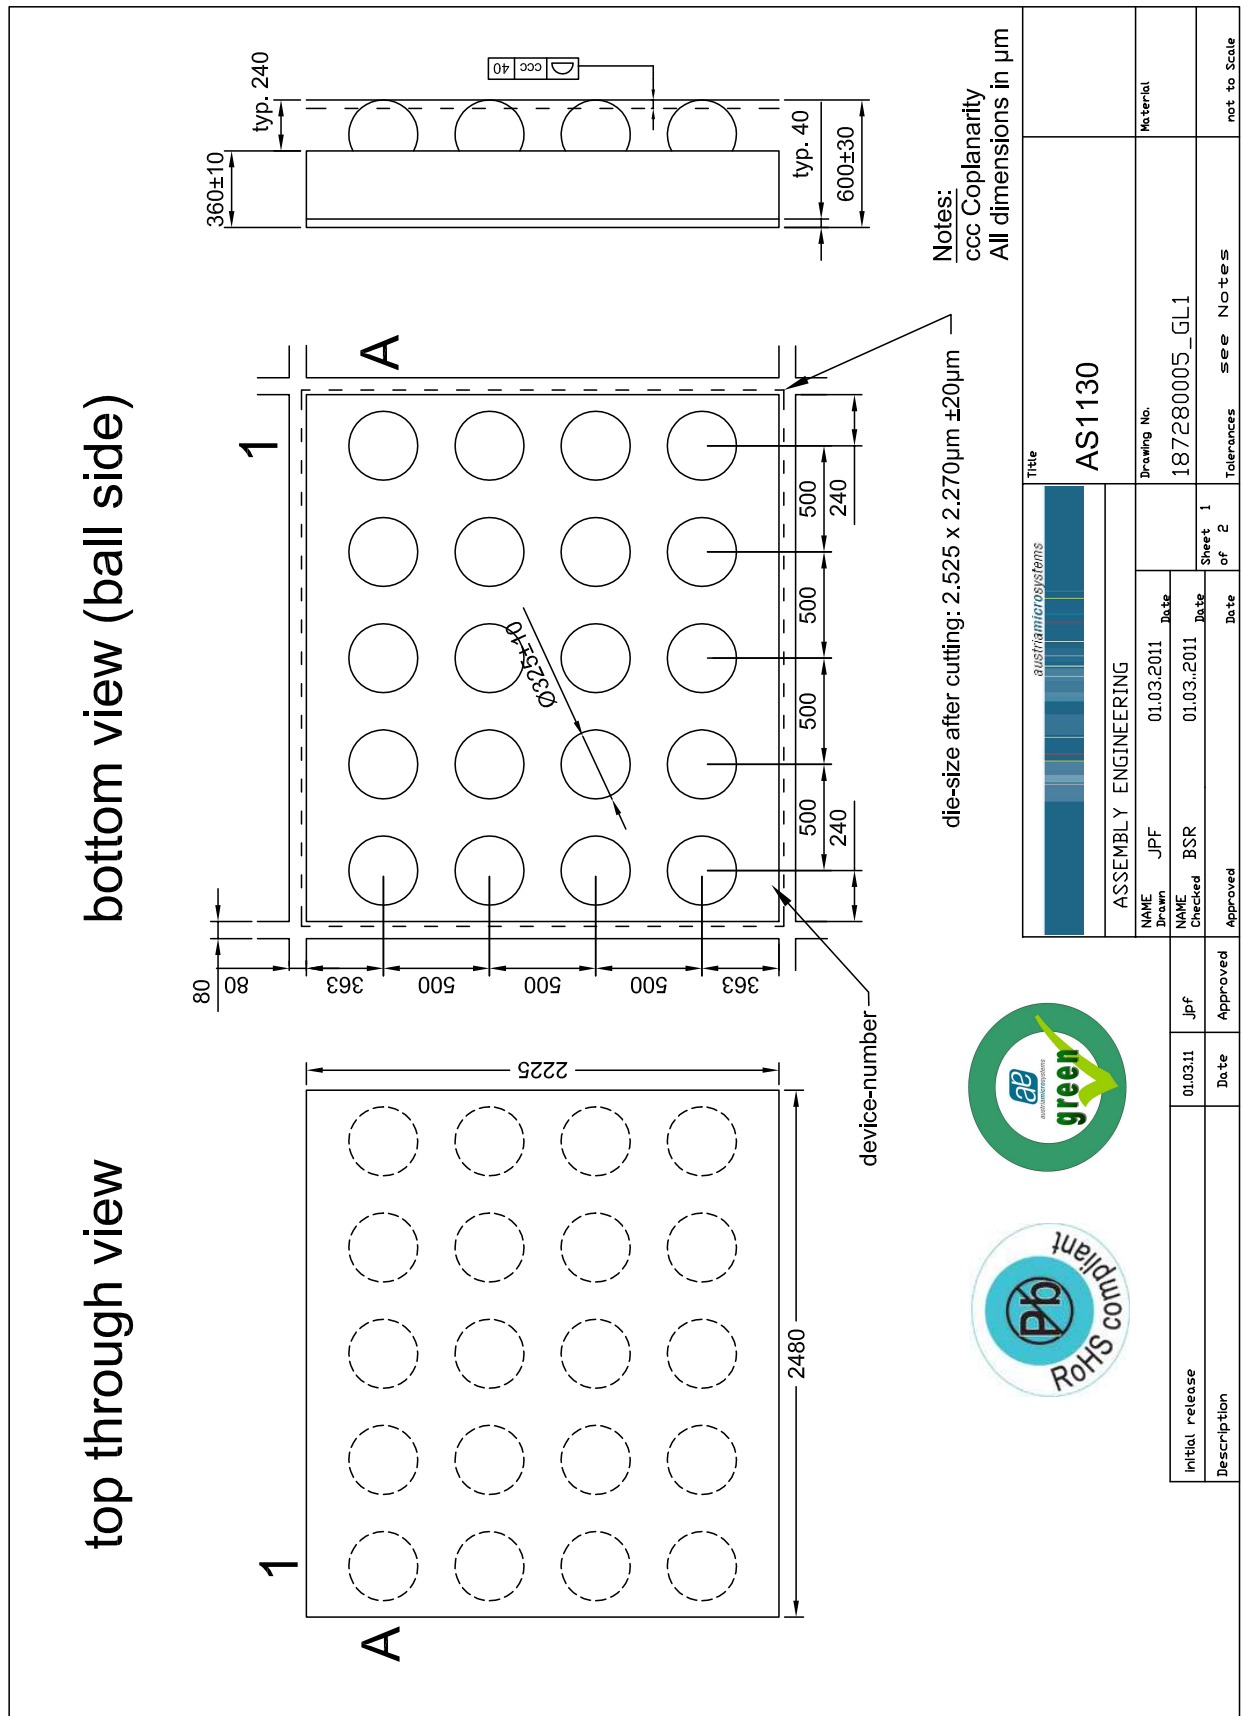 top through view
bottom view (ball side)
1
A
2225
2480
1
A
80
80
363
500
500
500
363
Ø325±10
500
500
500
500
240
240
device-number
die-size after cutting: 2.525 x 2.270µm ±20µm
360±10
typ. 240
40 ccc
typ. 40
600±30
Notes:
ccc Coplanarity
All dimensions in µm
RoHS compliant
Pb
austriamicrosystems
green
austriamicrosystems
ASSEMBLY ENGINEERING
Title
AS1130
NAME
Drawn
JPF
01.03.2011
Date
NAME
Checked
BSR
01.03..2011
Date
Approved
Date
Drawing No.
187280005_GL1
Material
Sheet 1
of 2
Tolerances
see Notes
not to Scale
initial release
01.03.11
jpf
Description
Date
Approved